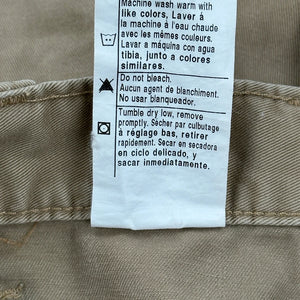 Machine wash warm with
like colors, Laver à
la machine à l'eau chaude
avec les mêmes couleurs.
Lavar a máquina con agua
tibia, junto a colores
similares.
Do not bleach.
Aucun agent de blanchiment.
No usar blanqueador.
Tumble dry low, remove
promptly. Sécher par culbutage
à réglage bas, retirer
rapidement. Secar en secadora
en ciclo delicado, y
sacar inmediatamente.